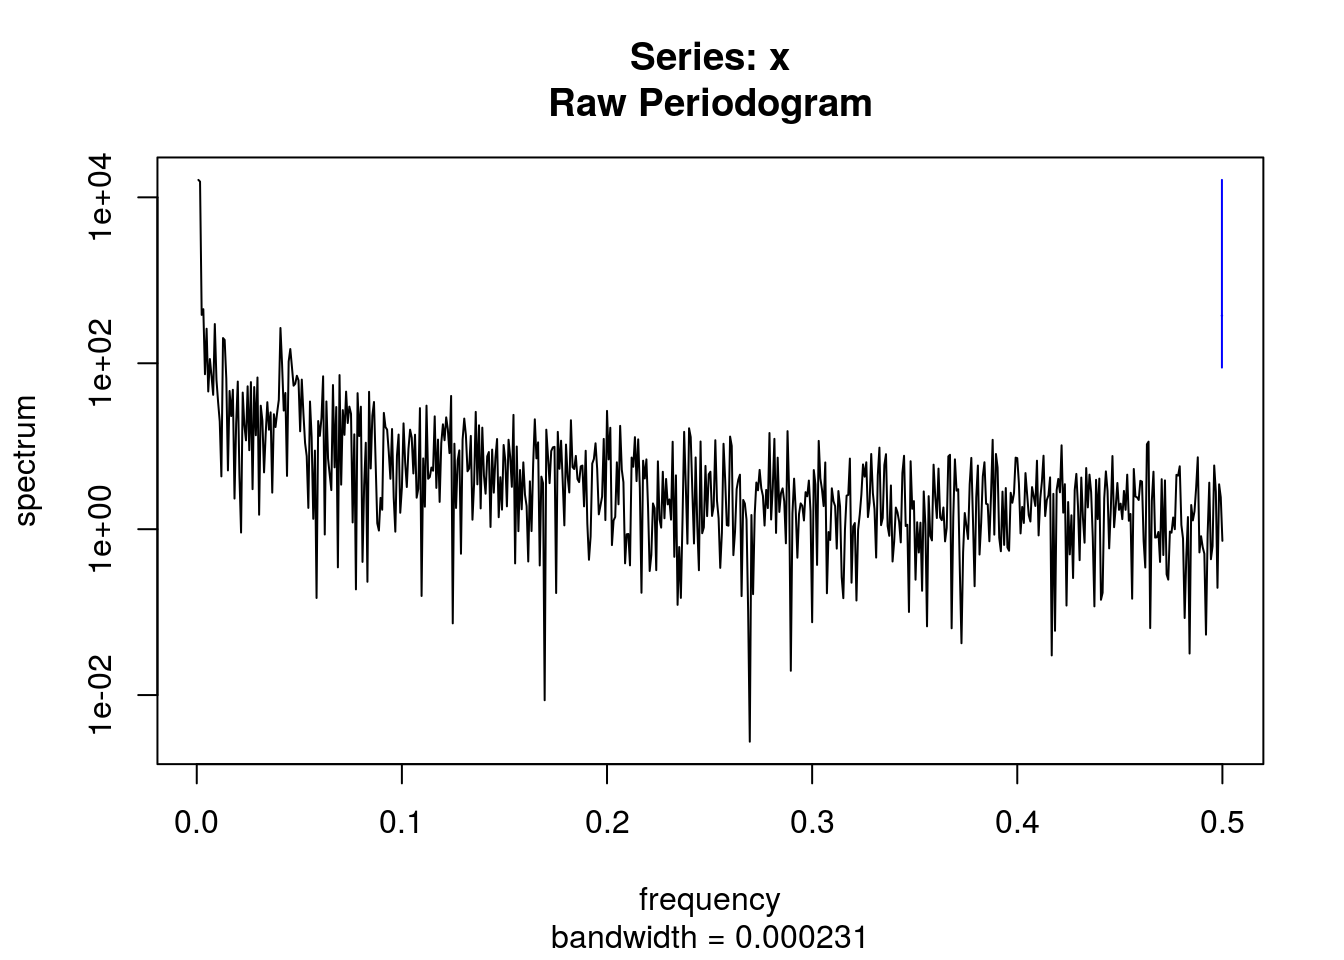 Series: x
Raw Periodogram
spectrum
1e+04
1e+02
1e+00
1e-02
0.0 0.1 0.2 0.3 0.4 0.5
frequency
bandwidth = 0.000231